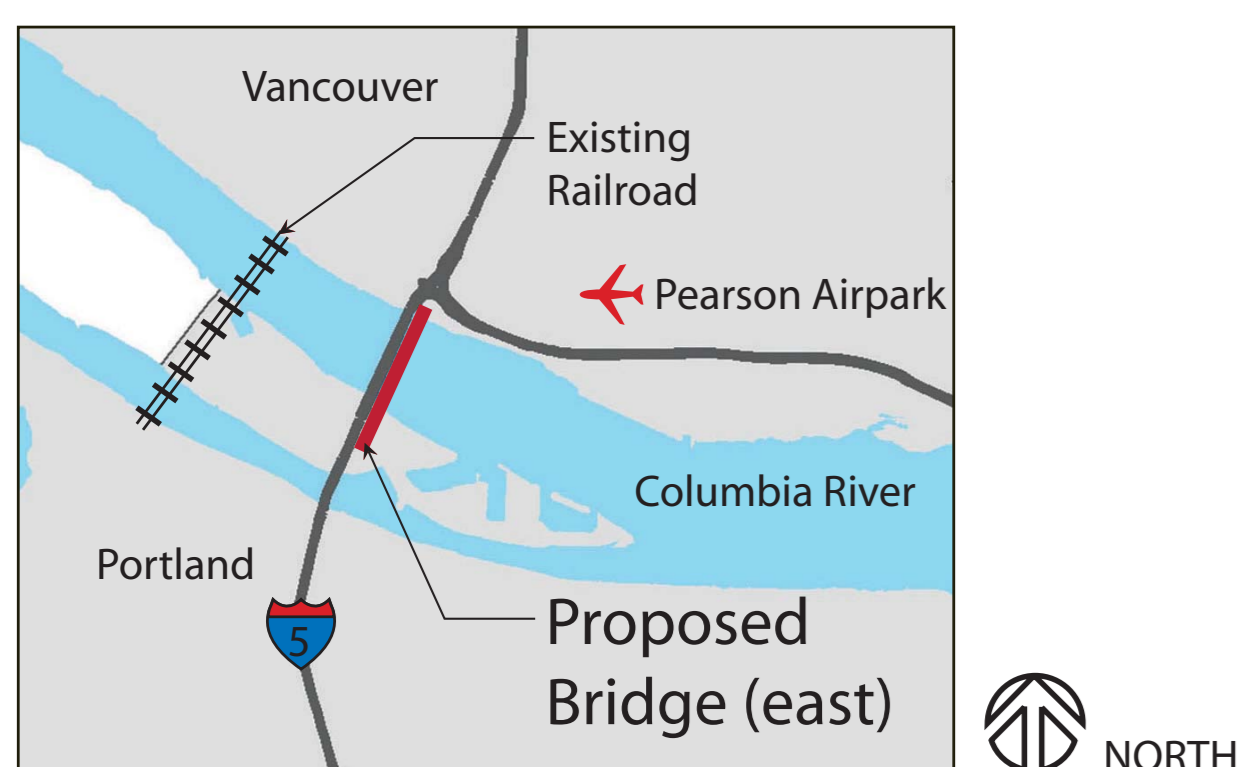 Vancouver
Existing
Railroad
Pearson Airpark
Columbia River
Portland
5
Proposed
Bridge (east)
NORTH